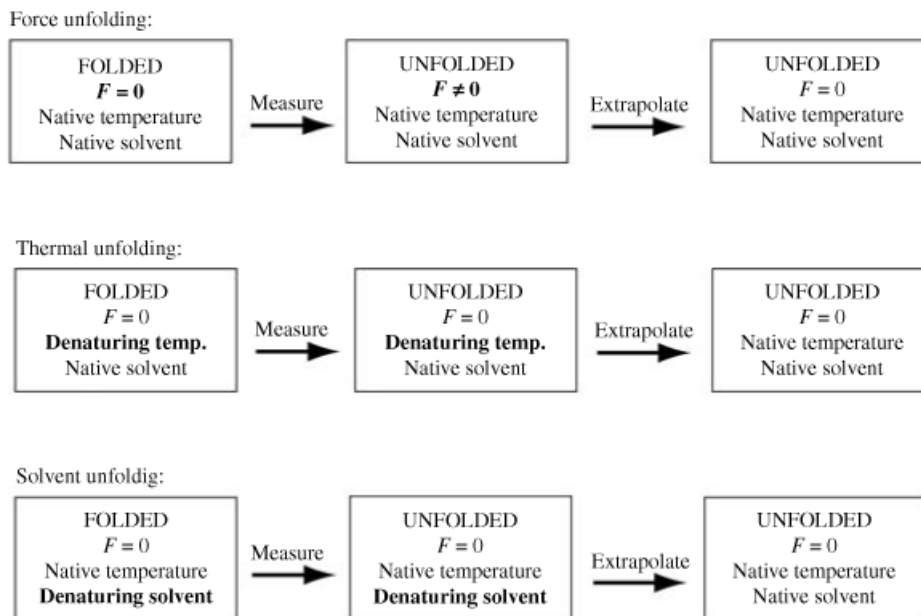 Force unfolding:
FOLDED
F = 0
Native temperature
Native solvent
Measure
UNFOLDED
F ≠ 0
Native temperature
Native solvent
Extrapolate
UNFOLDED
F = 0
Native temperature
Native solvent
Thermal unfolding:
FOLDED
F = 0
Denaturing temp.
Native solvent
Measure
UNFOLDED
F = 0
Denaturing temp.
Native solvent
Extrapolate
UNFOLDED
F = 0
Native temperature
Native solvent
Solvent unfoldig:
FOLDED
F = 0
Native temperature
Denaturing solvent
Measure
UNFOLDED
F = 0
Native temperature
Denaturing solvent
Extrapolate
UNFOLDED
F = 0
Native temperature
Native solvent